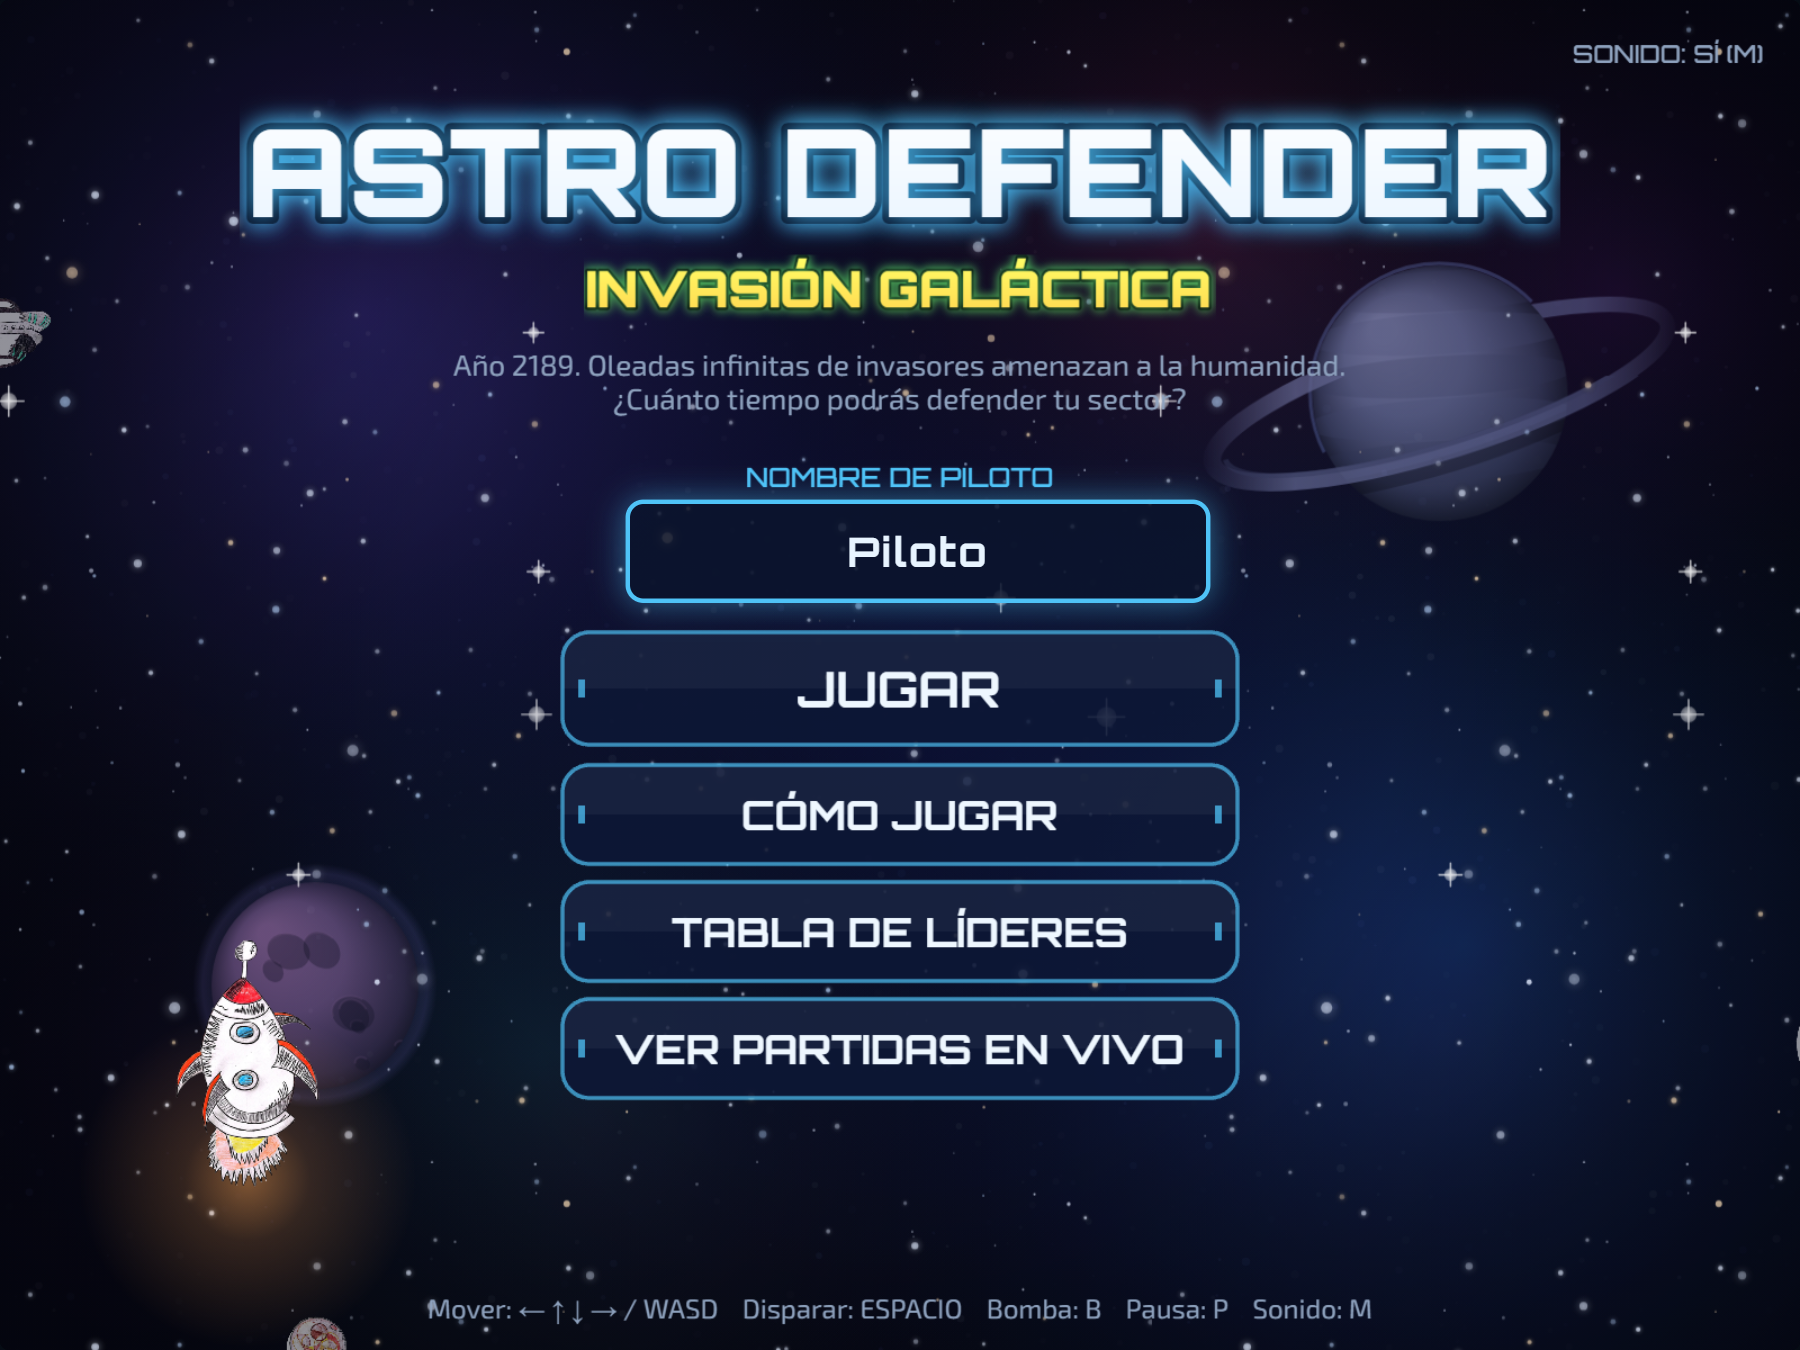 SONIDO: SÍ (M)
ASTRO DEFENDER
INVASIÓN GALÁCTICA
Año 2189. Oleadas infinitas de invasores amenazan a la humanidad.
¿Cuánto tiempo podrás defender tu sector?
NOMBRE DE PILOTO
Piloto
JUGAR
CÓMO JUGAR
TABLA DE LÍDERES
VER PARTIDAS EN VIVO
Mover: ←↑↓→ / WASD Disparar: ESPACIO Bomba: B Pausa: P Sonido: M